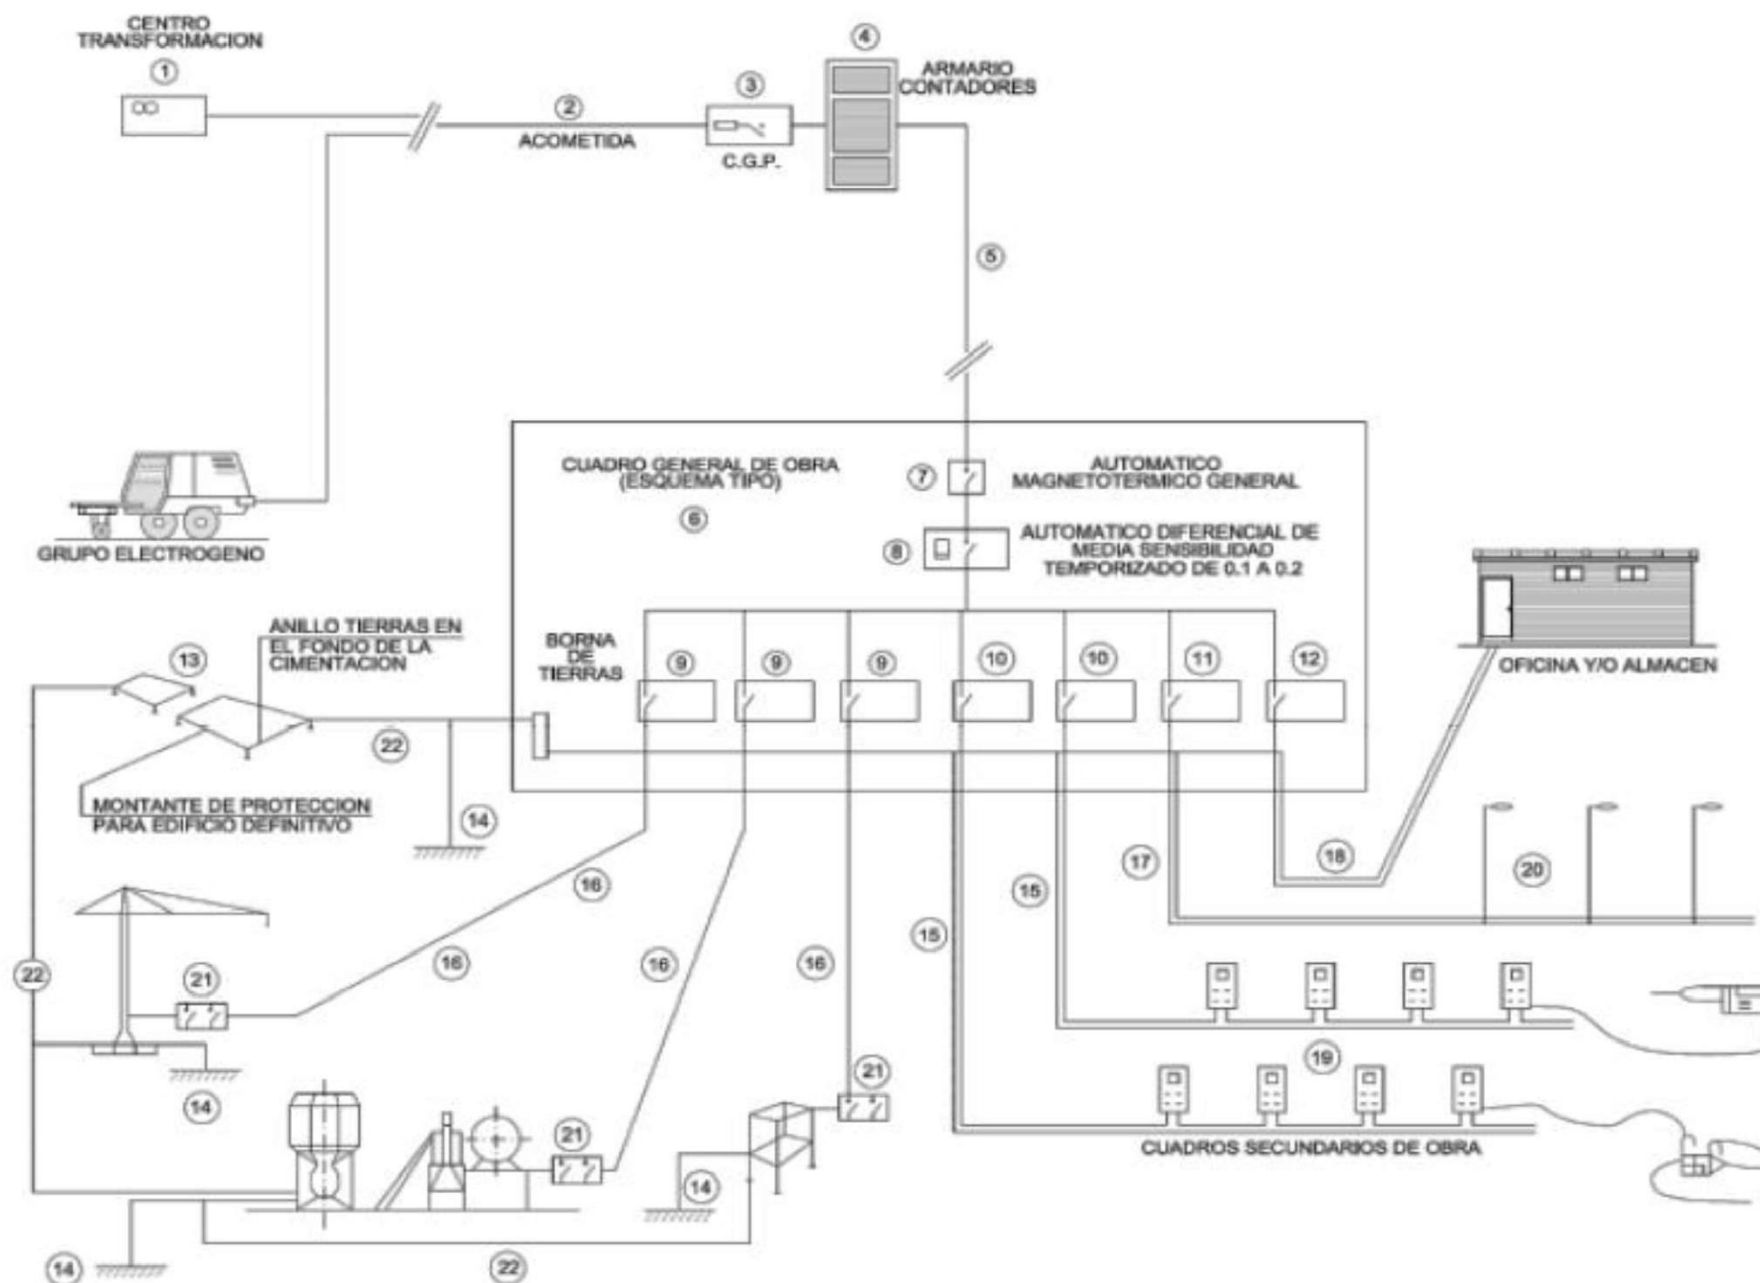 CENTRO
TRANSFORMACION
1
2
ACOMETIDA
3
C.G.P.
4
ARMARIO
CONTADORES
5
GRUPO ELECTROGENO
CUADRO GENERAL DE OBRA
(ESQUEMA TIPO)
6
7
AUTOMATICO
MAGNETOTERMICO GENERAL
8
AUTOMATICO DIFERENCIAL DE
MEDIA SENSIBILIDAD
TEMPORIZADO DE 0.1 A 0.2
BORNA
DE
TIERRAS
9
9
9
10
10
11
12
OFICINA Y/O ALMACEN
13
ANILLO TIERRAS EN
EL FONDO DE LA
CIMENTACION
22
MONTANTE DE PROTECCION
PARA EDIFICIO DEFINITIVO
14
16
17
18
20
15
15
16
16
16
22
21
14
19
21
21
CUADROS SECUNDARIOS DE OBRA
14
14
22